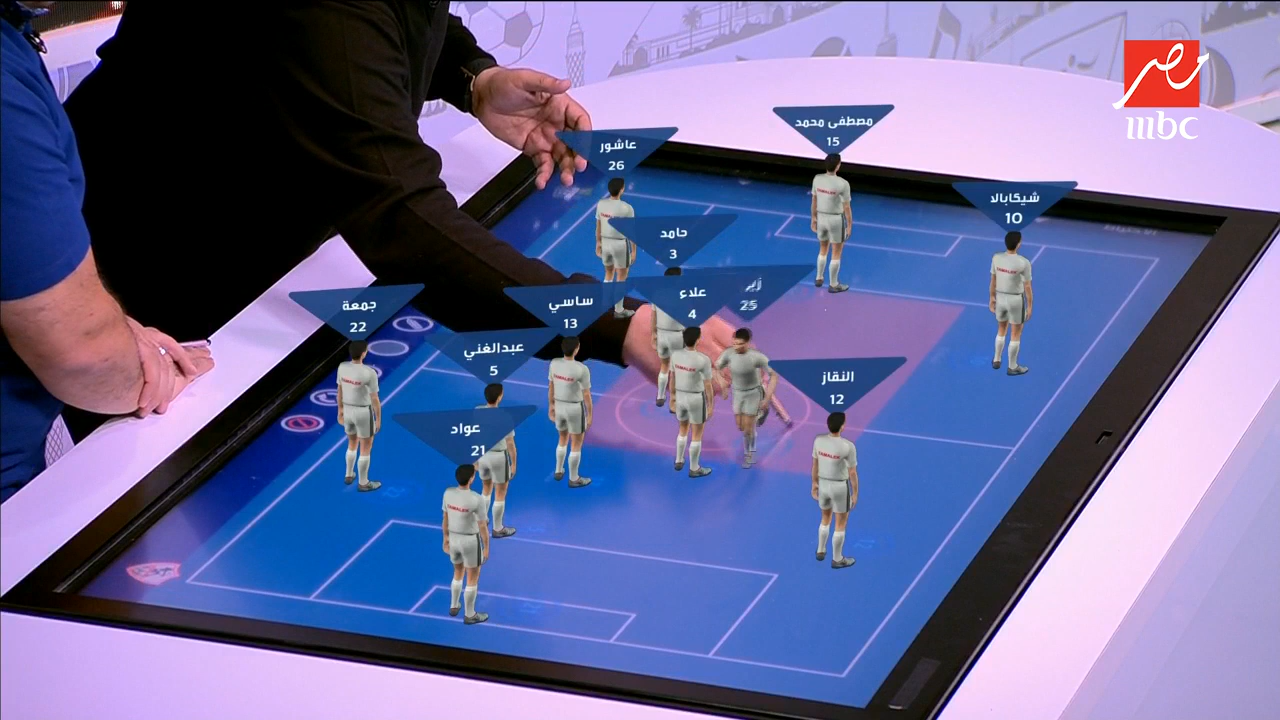 مصر
mbc
مصطفى محمد
15
عاشور
26
شيكابالا
10
حامد
3
25
علاء
4
ساسي
13
جمعة
22
عبدالغني
5
النقاز
12
عواد
21